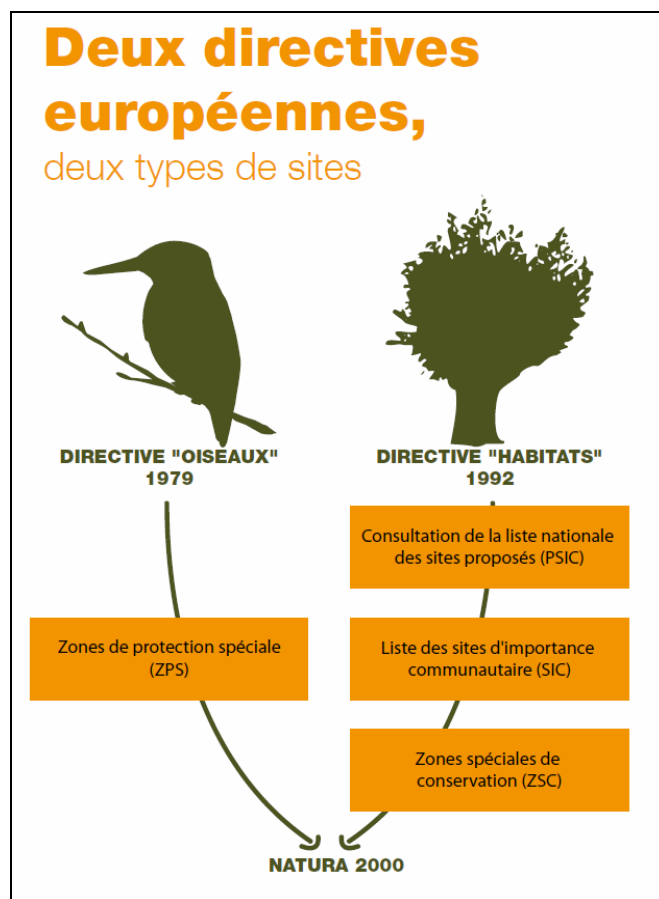 Deux directives
européennes,
deux types de sites
DIRECTIVE "OISEAUX"
1979
Zones de protection spéciale
(ZPS)
DIRECTIVE "HABITATS"
1992
Consultation de la liste nationale
des sites proposés (PSIC)
Liste des sites d'importance
communautaire (SIC)
Zones spéciales de
conservation (ZSC)
NATURA 2000